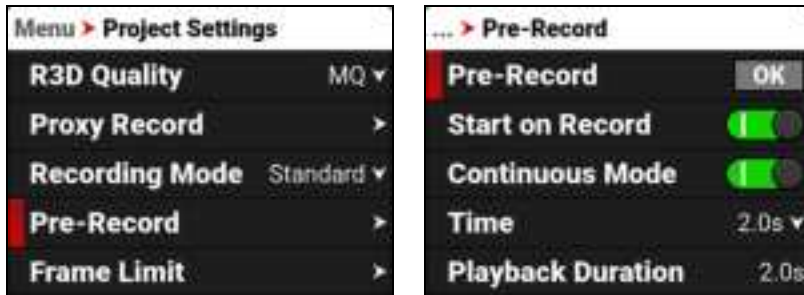 Menu ➤ Project Settings
R3D Quality MQ ▾
Proxy Record ➤
Recording Mode Standard ▾
Pre-Record ➤
Frame Limit ➤
... ➤ Pre-Record
Pre-Record OK
Start on Record
Continuous Mode
Time 2.0s ▾
Playback Duration 2.0s